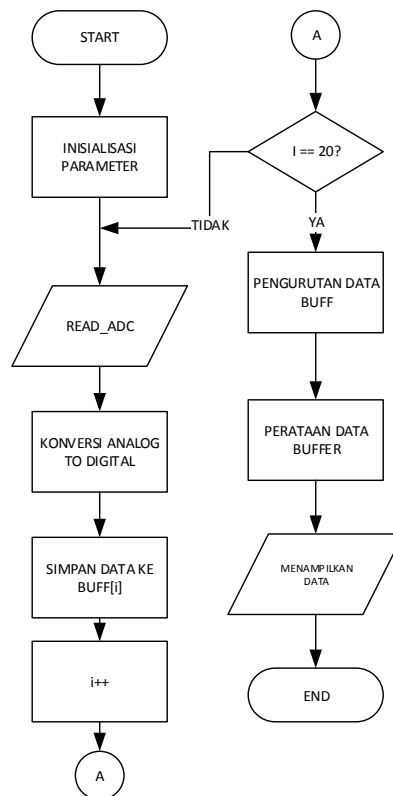 START
INISIALISASI
PARAMETER
READ_ADC
KONVERSI ANALOG
TO DIGITAL
SIMPAN DATA KE
BUFF[i]
i++
A
A
I == 20?
TIDAK
YA
PENGURUTAN DATA
BUFF
PERATAAN DATA
BUFFER
MENAMPILKAN
DATA
END